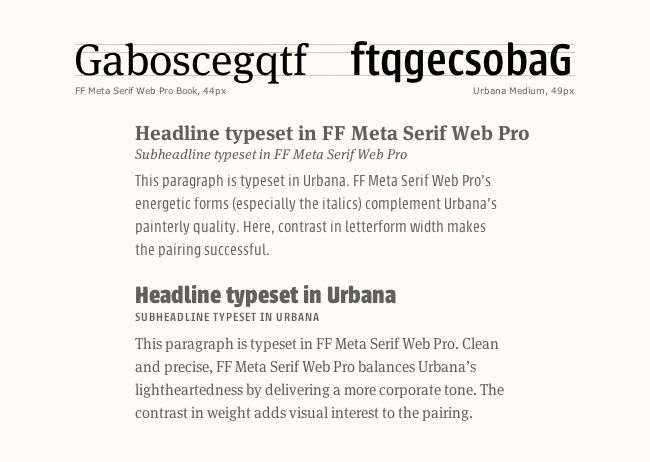 Gaboscegqtf ftqgecsobaG
FF Meta Serif Web Pro Book, 44px Urbana Medium, 49px
Headline typeset in FF Meta Serif Web Pro
Subheadline typeset in FF Meta Serif Web Pro
This paragraph is typeset in Urbana. FF Meta Serif Web Pro’s
energetic forms (especially the italics) complement Urbana’s
painterly quality. Here, contrast in letterform width makes
the pairing successful.
Headline typeset in Urbana
SUBHEADLINE TYPESET IN URBANA
This paragraph is typeset in FF Meta Serif Web Pro. Clean
and precise, FF Meta Serif Web Pro balances Urbana’s
lightheartedness by delivering a more corporate tone. The
contrast in weight adds visual interest to the pairing.